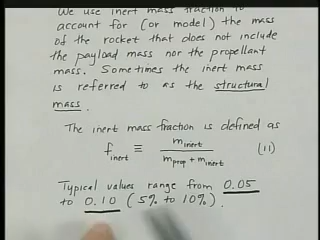 We use inert mass fraction to
account for (or model) the mass
of the rocket that does not include
the payload mass nor the propellant
mass. Sometimes the inert mass
is referred to as the structural
mass.
The inert mass fraction is defined as
f_inert ≡ m_inert / (m_prop + m_inert) (11)
Typical values range from 0.05
to 0.10 (5% to 10%).